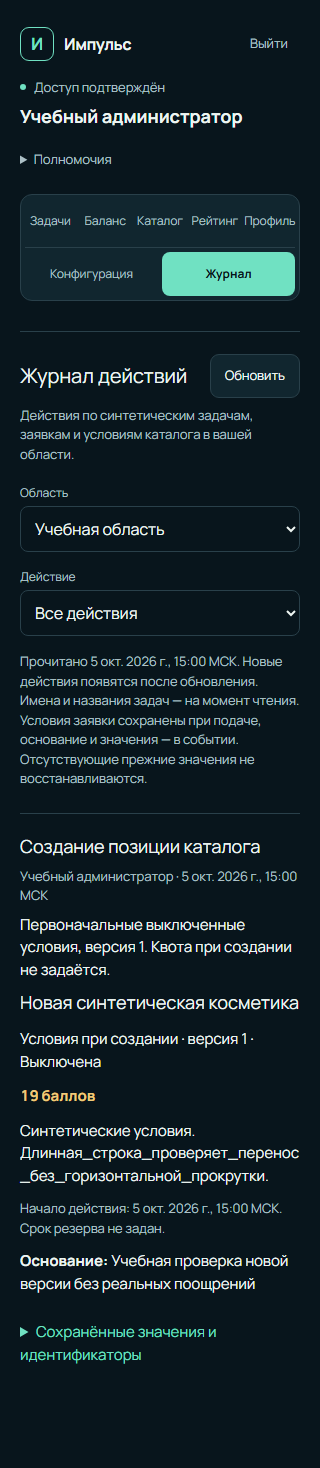 И Импульс Выйти
Доступ подтверждён
Учебный администратор
Полномочия
Задачи Баланс Каталог Рейтинг Профиль
Конфигурация Журнал
Журнал действий Обновить
Действия по синтетическим задачам,
заявкам и условиям каталога в вашей
области.
Область
Учебная область
Действие
Все действия
Прочитано 5 окт. 2026 г., 15:00 МСК. Новые
действия появятся после обновления.
Имена и названия задач — на момент чтения.
Условия заявки сохранены при подаче,
основание и значения — в событии.
Отсутствующие прежние значения не
восстанавливаются.
Создание позиции каталога
Учебный администратор · 5 окт. 2026 г., 15:00
МСК
Первоначальные выключенные
условия, версия 1. Квота при создании
не задаётся.
Новая синтетическая косметика
Условия при создании · версия 1 ·
Выключена
19 баллов
Синтетические условия.
Длинная_строка_проверяет_перенос
_без_горизонтальной_прокрутки.
Начало действия: 5 окт. 2026 г., 15:00 МСК.
Срок резерва не задан.
Основание: Учебная проверка новой
версии без реальных поощрений
Сохранённые значения и
идентификаторы